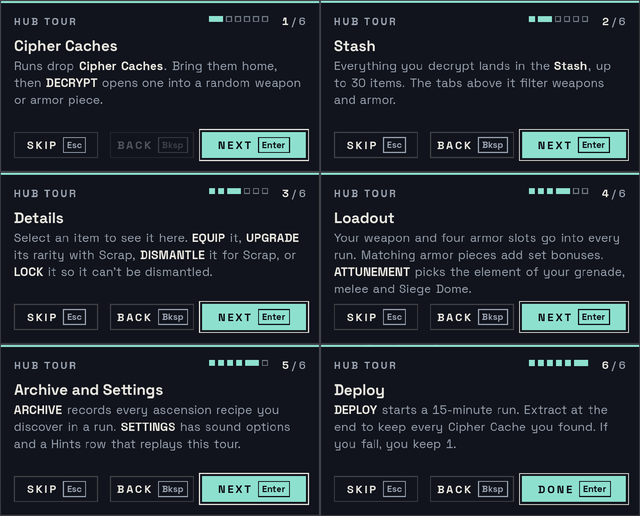 HUB TOUR 1/6
Cipher Caches
Runs drop Cipher Caches. Bring them home,
then DECRYPT opens one into a random weapon
or armor piece.
SKIP Esc BACK Bksp NEXT Enter
HUB TOUR 2/6
Stash
Everything you decrypt lands in the Stash, up
to 30 items. The tabs above it filter weapons
and armor.
SKIP Esc BACK Bksp NEXT Enter
HUB TOUR 3/6
Details
Select an item to see it here. EQUIP it, UPGRADE
its rarity with Scrap, DISMANTLE it for Scrap, or
LOCK it so it can't be dismantled.
SKIP Esc BACK Bksp NEXT Enter
HUB TOUR 4/6
Loadout
Your weapon and four armor slots go into every
run. Matching armor pieces add set bonuses.
ATTUNEMENT picks the element of your grenade,
melee and Siege Dome.
SKIP Esc BACK Bksp NEXT Enter
HUB TOUR 5/6
Archive and Settings
ARCHIVE records every ascension recipe you
discover in a run. SETTINGS has sound options
and a Hints row that replays this tour.
SKIP Esc BACK Bksp NEXT Enter
HUB TOUR 6/6
Deploy
DEPLOY starts a 15-minute run. Extract at the
end to keep every Cipher Cache you found. If
you fail, you keep 1.
SKIP Esc BACK Bksp DONE Enter